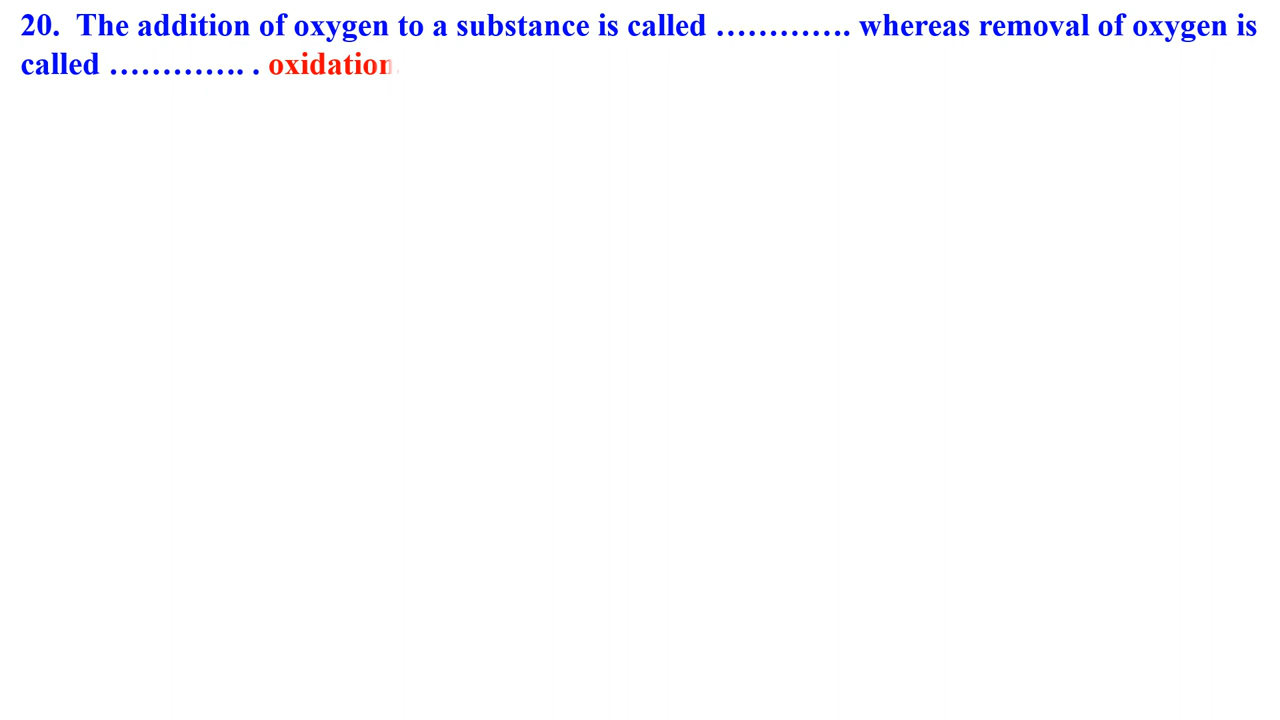 20.  The addition of oxygen to a substance is called …………. whereas removal of oxygen is
called …………. . oxidation